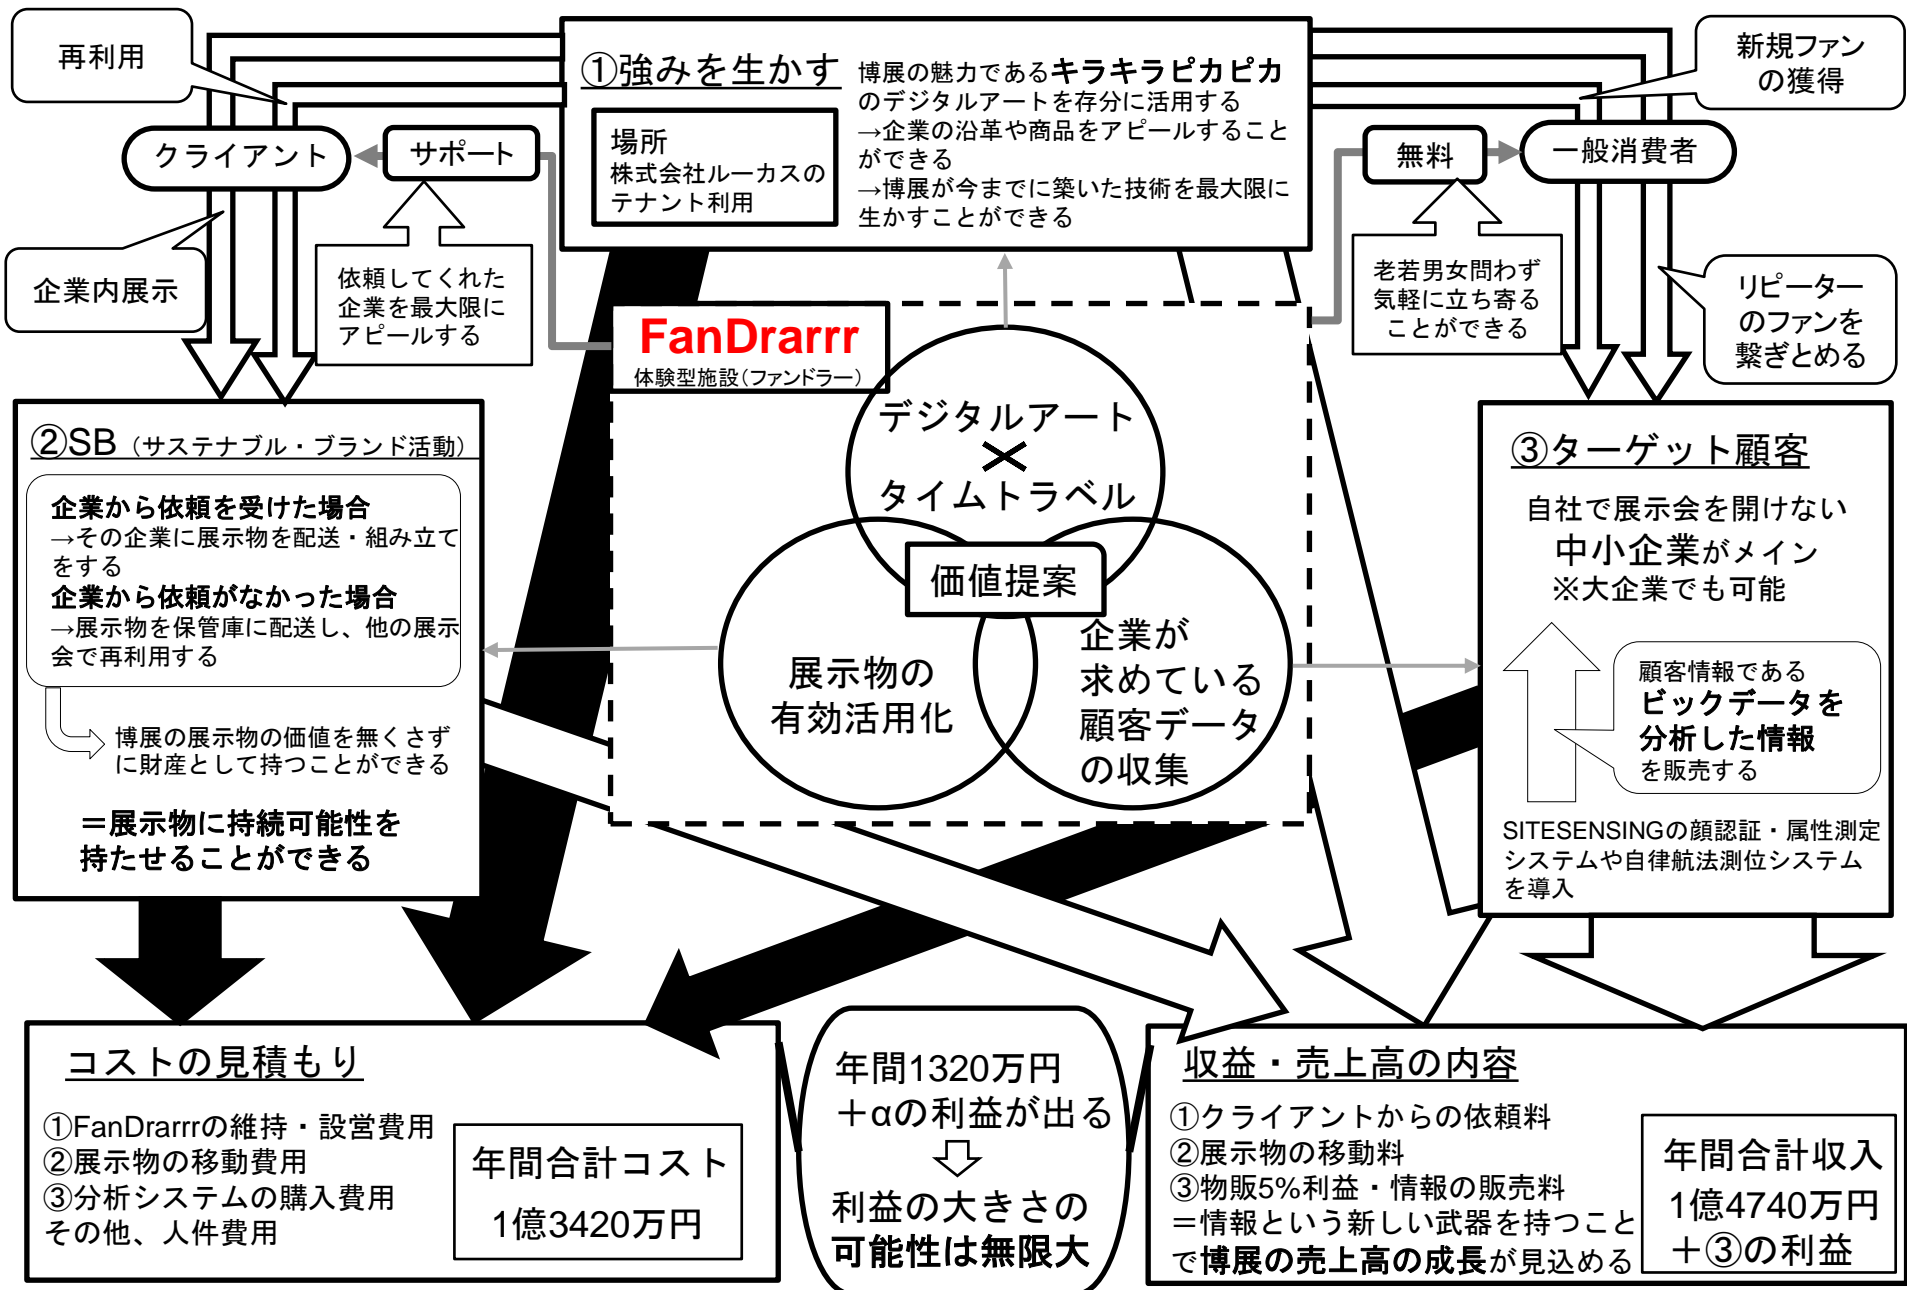 再利用
①強みを生かす
博展の魅力であるキラキラピカピカ
のデジタルアートを存分に活用する
→企業の沿革や商品をアピールすること
ができる
→博展が今までに築いた技術を最大限に
生かすことができる
場所
株式会社ルーカスの
テナント利用
新規ファン
の獲得
クライアント
サポート
無料
一般消費者
企業内展示
依頼してくれた
企業を最大限に
アピールする
老若男女問わず
気軽に立ち寄る
ことができる
リピーター
のファンを
繋ぎとめる
FanDrarrr
体験型施設（ファンドラー）
デジタルアート
×
タイムトラベル
価値提案
展示物の
有効活用化
企業が
求めている
顧客データ
の収集
②SB（サステナブル・ブランド活動）
企業から依頼を受けた場合
→その企業に展示物を配送・組み立て
をする
企業から依頼がなかった場合
→展示物を保管庫に配送し、他の展示
会で再利用する
博展の展示物の価値を無くさず
に財産として持つことができる
＝展示物に持続可能性を
持たせることができる
③ターゲット顧客
自社で展示会を開けない
中小企業がメイン
※大企業でも可能
顧客情報である
ビックデータを
分析した情報
を販売する
SITESENSINGの顔認証・属性測定
システムや自律航法測位システム
を導入
コストの見積もり
①FanDrarrrの維持・設営費用
②展示物の移動費用
③分析システムの購入費用
その他、人件費用
年間合計コスト
1億3420万円
年間1320万円
＋αの利益が出る
利益の大きさの
可能性は無限大
収益・売上高の内容
①クライアントからの依頼料
②展示物の移動料
③物販5%利益・情報の販売料
＝情報という新しい武器を持つこと
で博展の売上高の成長が見込める
年間合計収入
1億4740万円
＋③の利益